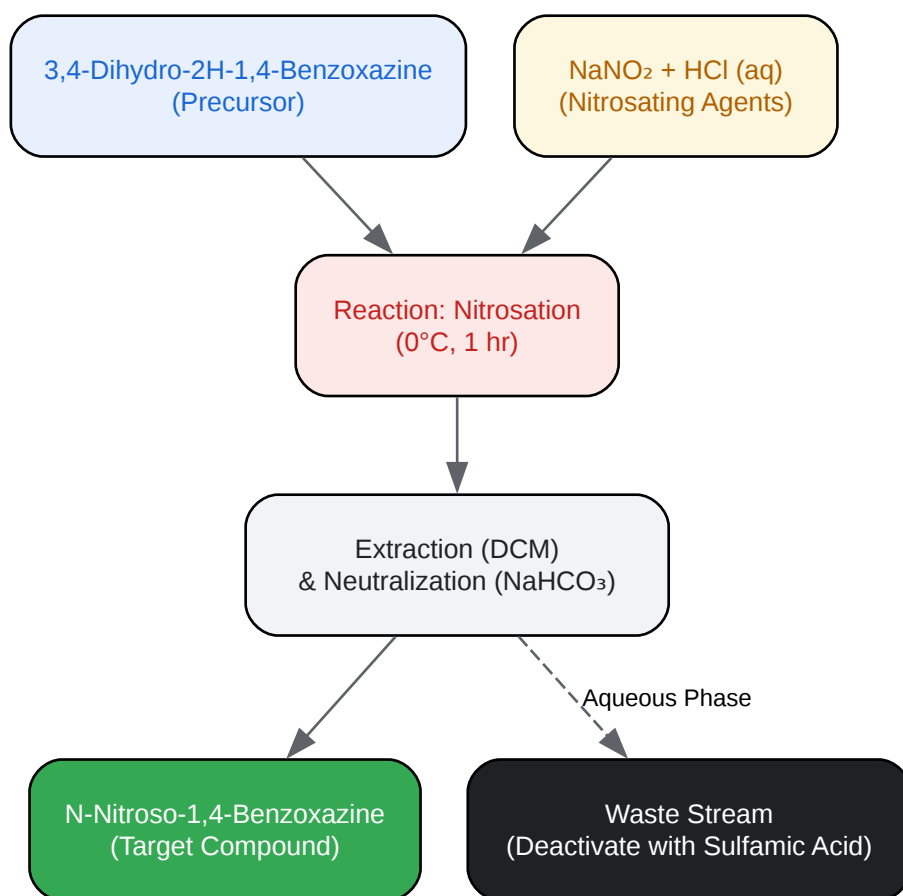 3,4-Dihydro-2H-1,4-Benzoxazine
(Precursor)
NaNO₂ + HCl (aq)
(Nitrosating Agents)
Reaction: Nitrosation
(0°C, 1 hr)
Extraction (DCM)
& Neutralization (NaHCO₃)
Aqueous Phase
N-Nitroso-1,4-Benzoxazine
(Target Compound)
Waste Stream
(Deactivate with Sulfamic Acid)